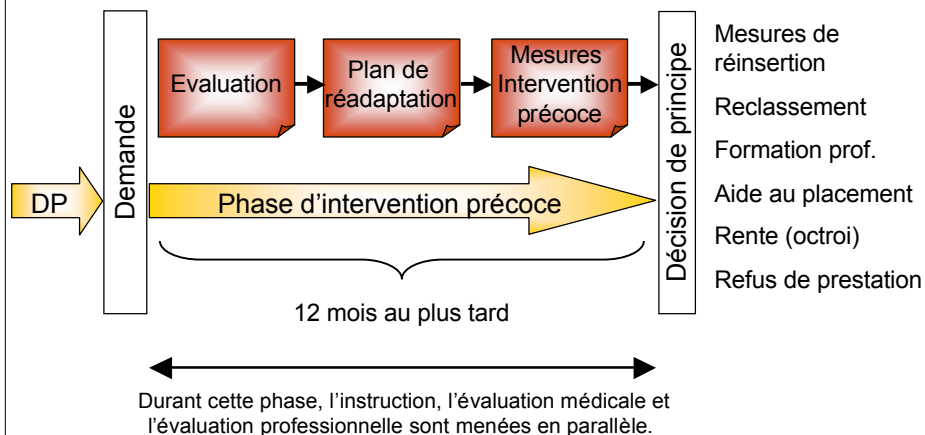 DP
Demande
Evaluation
Plan de
réadaptation
Mesures
Intervention
précoce
Phase d'intervention précoce
12 mois au plus tard
Durant cette phase, l'instruction, l'évaluation médicale et
l'évaluation professionnelle sont menées en parallèle.
Décision de principe
Mesures de
réinsertion
Reclassement
Formation prof.
Aide au placement
Rente (octroi)
Refus de prestation